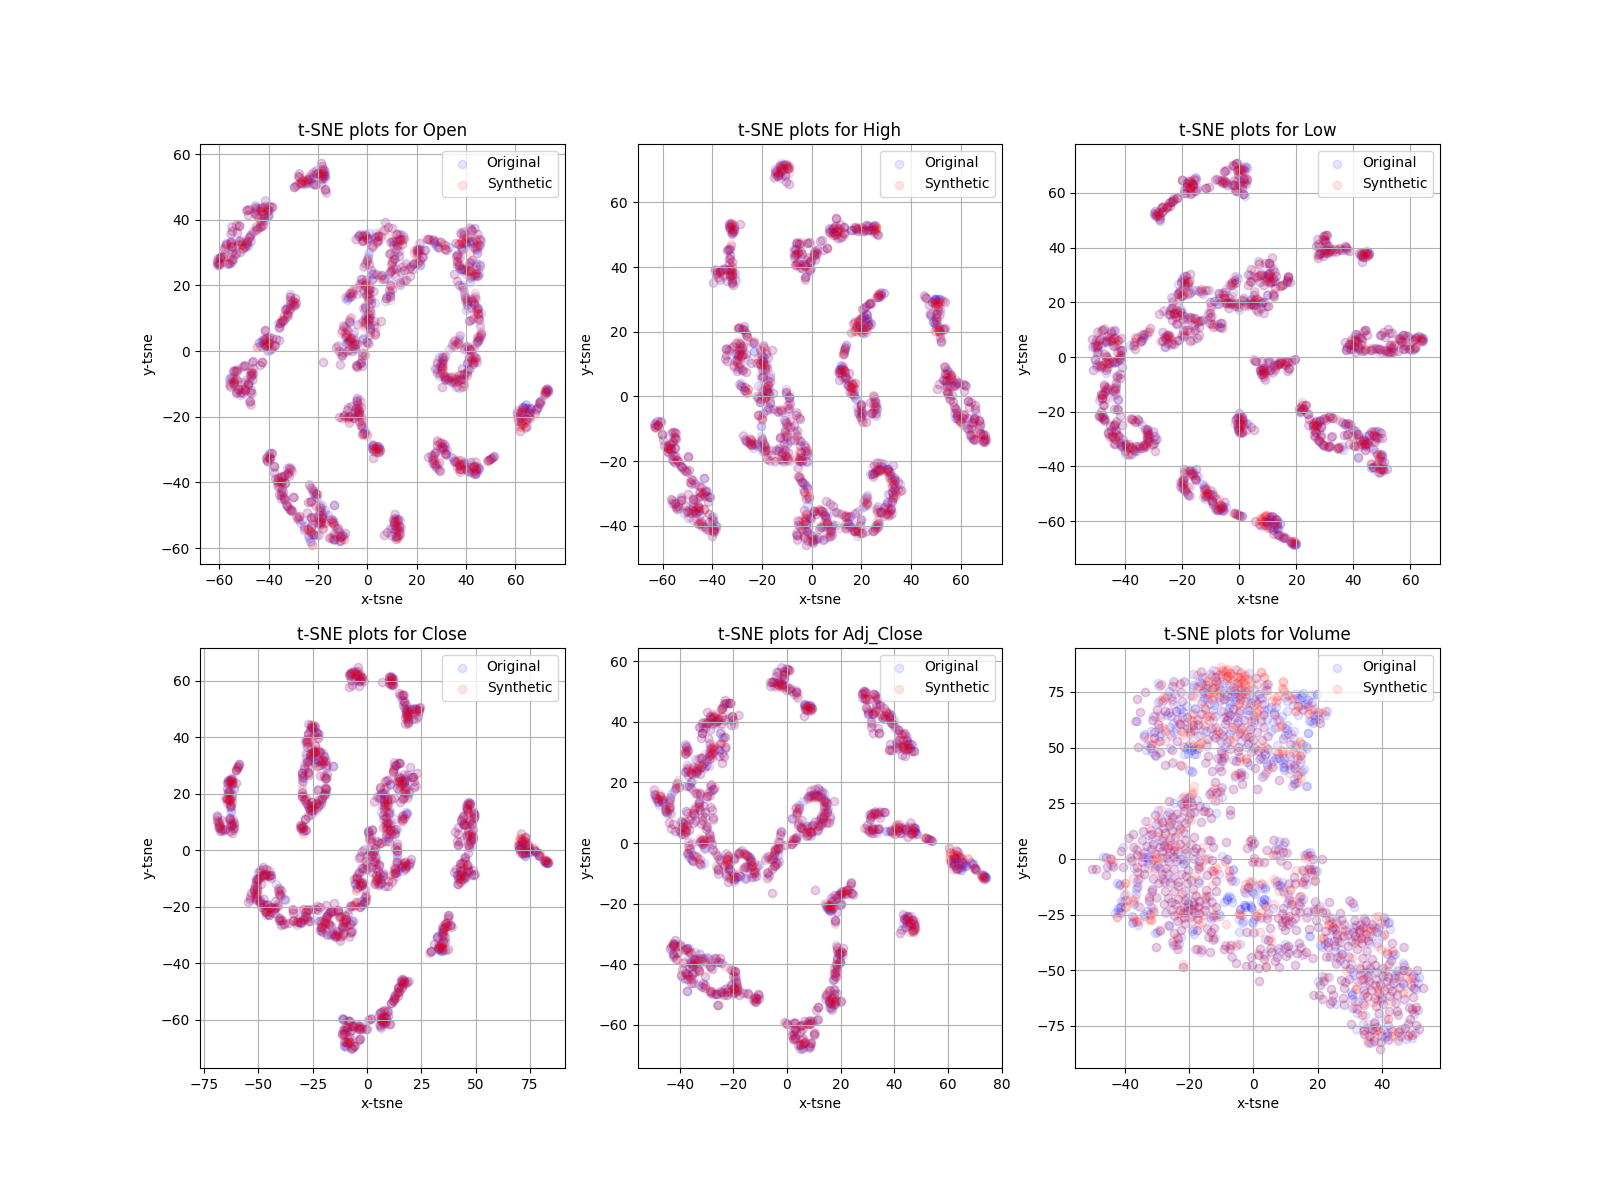 t-SNE plots for Open
Original
Synthetic
60
40
20
0
−20
−40
−60
y-tsne
−60 −40 −20 0 20 40 60
x-tsne
t-SNE plots for High
Original
Synthetic
60
40
20
0
−20
−40
y-tsne
−60 −40 −20 0 20 40 60
x-tsne
t-SNE plots for Low
Original
Synthetic
60
40
20
0
−20
−40
−60
y-tsne
−40 −20 0 20 40 60
x-tsne
t-SNE plots for Close
Original
Synthetic
60
40
20
0
−20
−40
−60
y-tsne
−75 −50 −25 0 25 50 75
x-tsne
t-SNE plots for Adj_Close
Original
Synthetic
60
40
20
0
−20
−40
−60
y-tsne
−40 −20 0 20 40 60 80
x-tsne
t-SNE plots for Volume
Original
Synthetic
75
50
25
0
−25
−50
−75
y-tsne
−40 −20 0 20 40
x-tsne